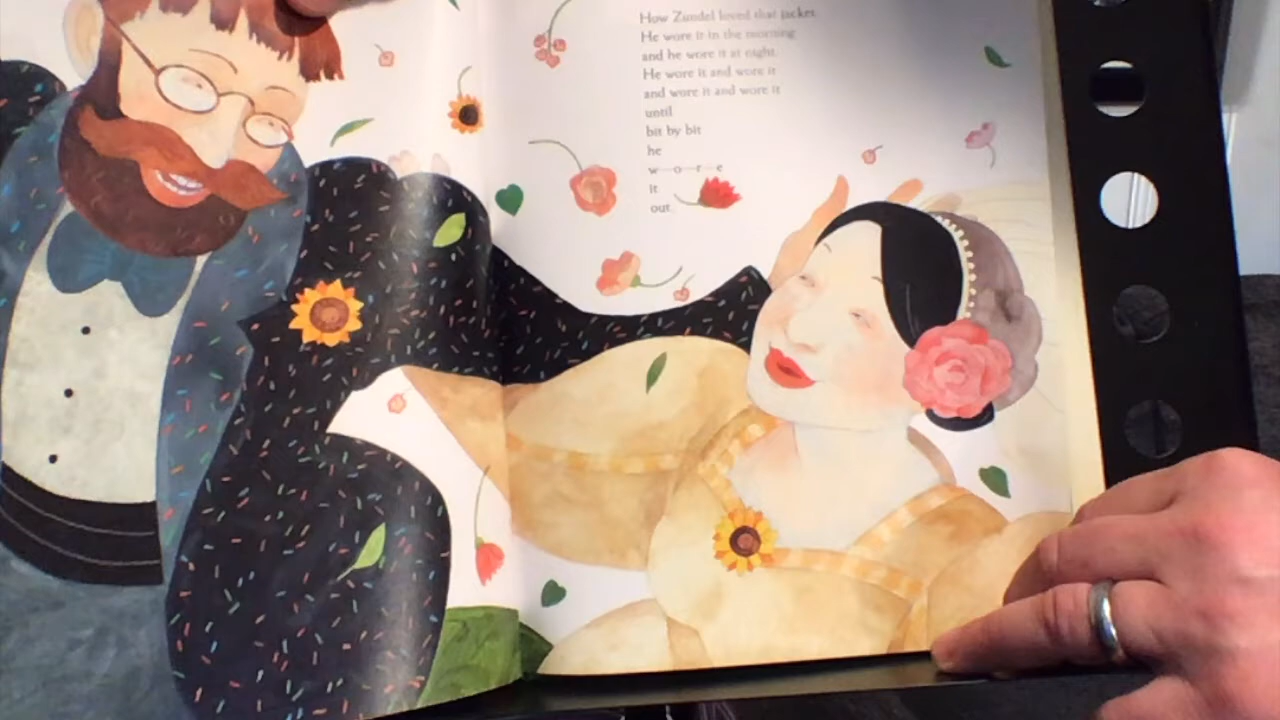 How Zundel loved that jacket.
He wore it in the morning
and he wore it at night.
He wore it and wore it
and wore it and wore it
until
bit by bit
he
w—o—r—e
it
out.